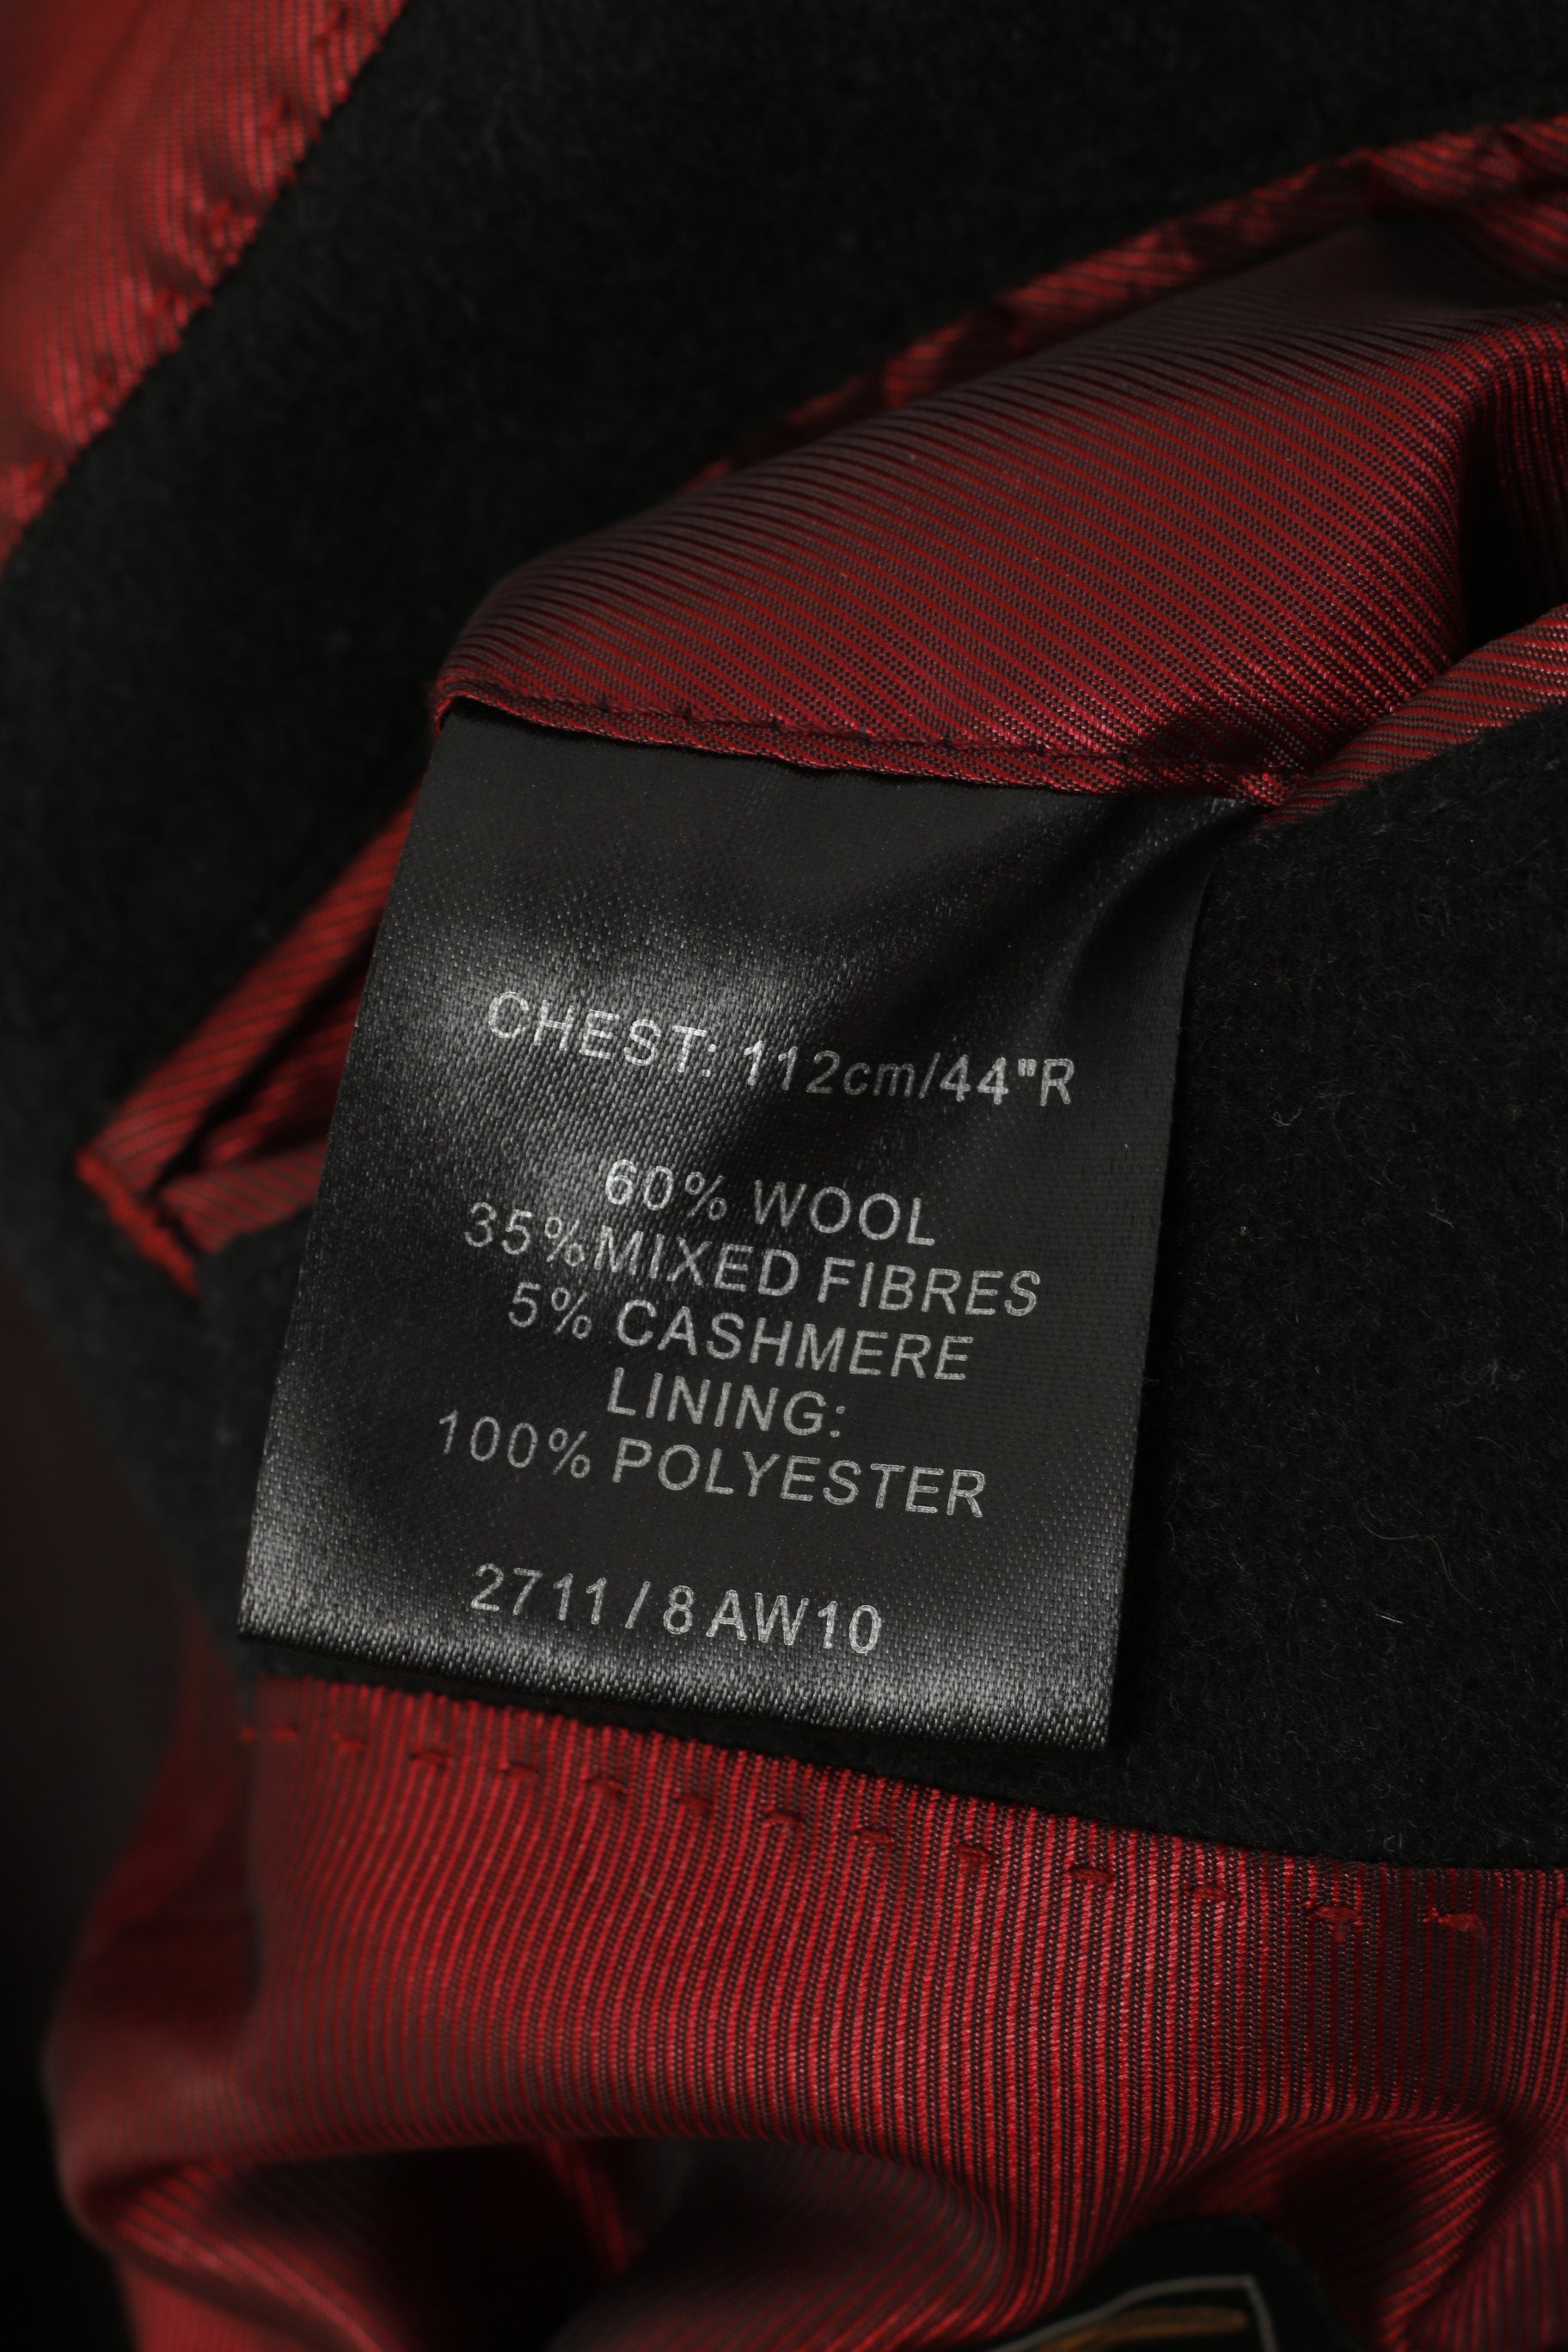 CHEST: 112cm/44"R
60% WOOL
35% MIXED FIBRES
5% CASHMERE
LINING:
100% POLYESTER
2711 / 8 AW10